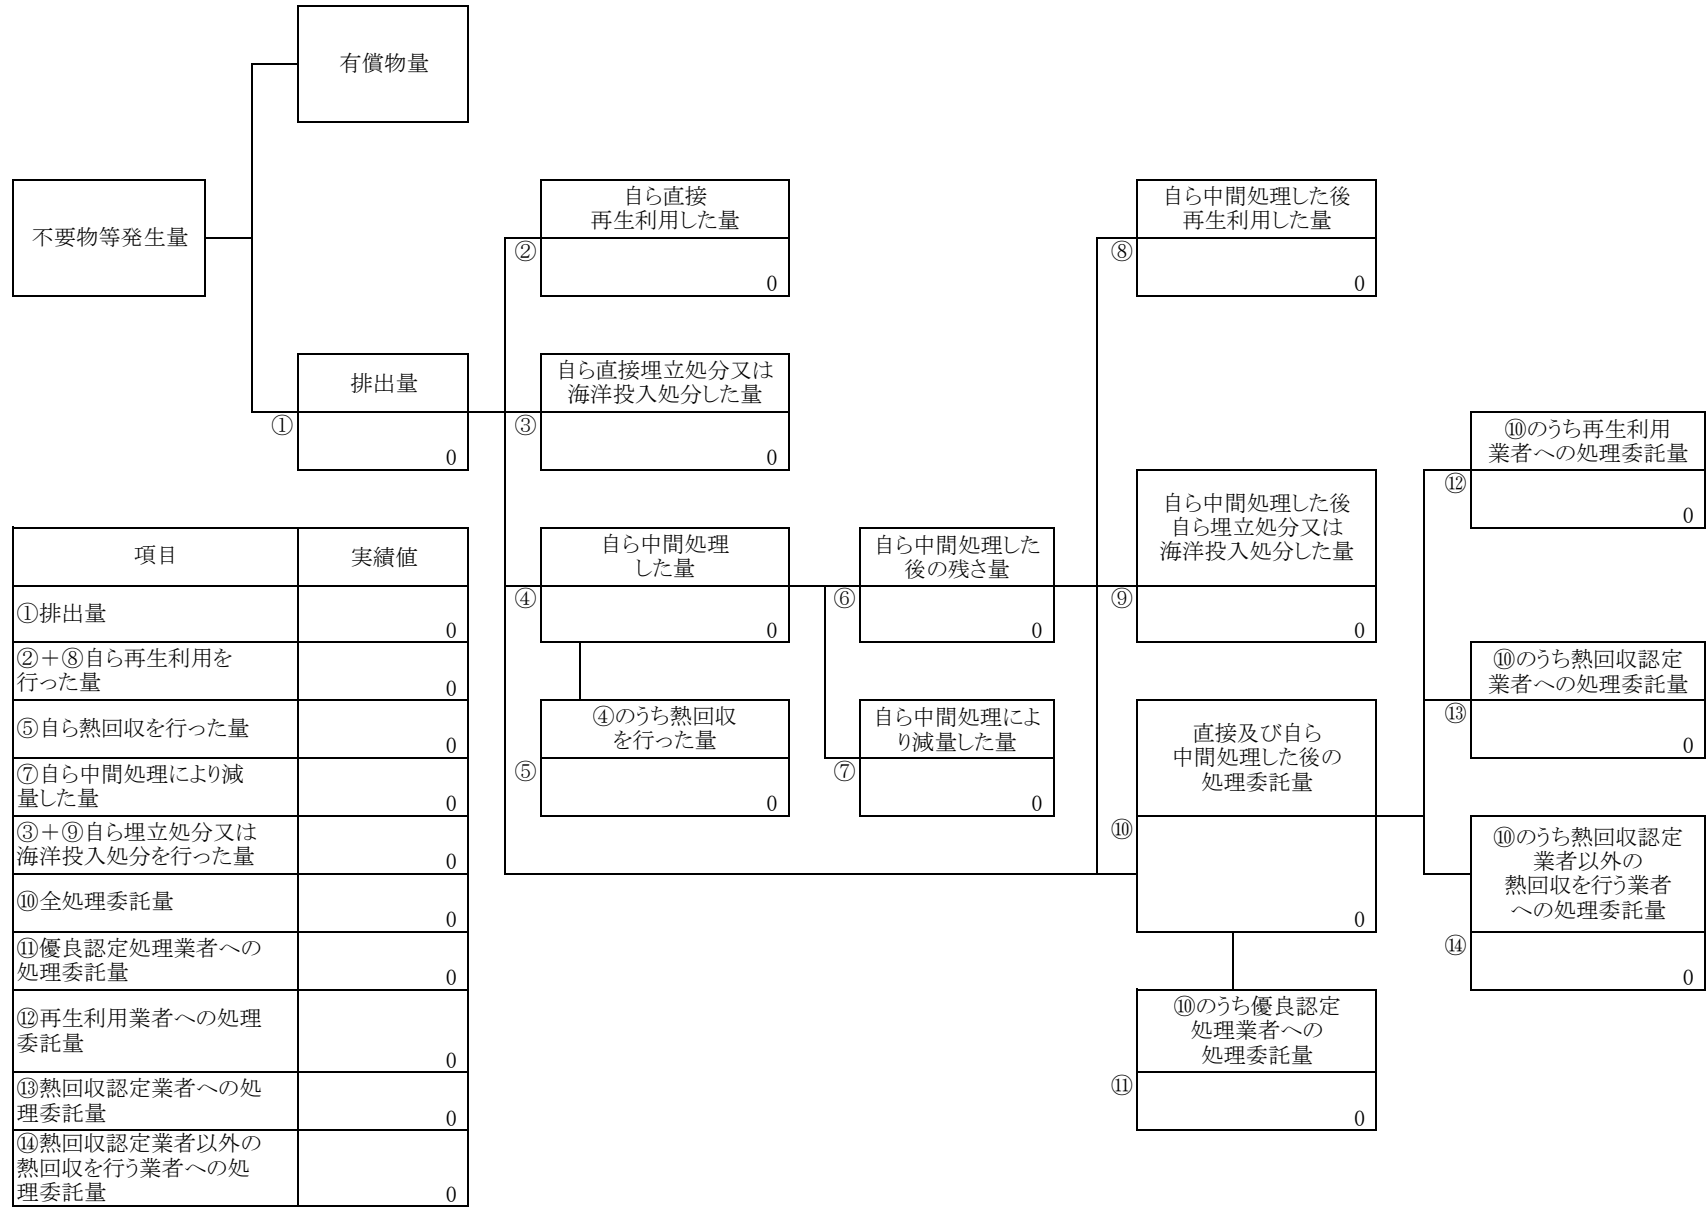 有償物量
不要物等発生量
①
排出量
0
②
自ら直接
再生利用した量
0
③
自ら直接埋立処分又は
海洋投入処分した量
0
④
自ら中間処理
した量
0
⑤
④のうち熱回収
を行った量
0
⑥
自ら中間処理した
後の残さ量
0
⑦
自ら中間処理によ
り減量した量
0
⑧
自ら中間処理した後
再生利用した量
0
⑨
自ら中間処理した後
自ら埋立処分又は
海洋投入処分した量
0
⑩
直接及び自ら
中間処理した後の
処理委託量
0
⑪
⑩のうち優良認定
処理業者への
処理委託量
0
⑫
⑩のうち再生利用
業者への処理委託量
0
⑬
⑩のうち熱回収認定
業者への処理委託量
0
⑭
⑩のうち熱回収認定
業者以外の
熱回収を行う業者
への処理委託量
0
項目 実績値
①排出量
0
②＋⑧自ら再生利用を
行った量
0
⑤自ら熱回収を行った量
0
⑦自ら中間処理により減
量した量
0
③＋⑨自ら埋立処分又は
海洋投入処分を行った量
0
⑩全処理委託量
0
⑪優良認定処理業者への
処理委託量
0
⑫再生利用業者への処理
委託量
0
⑬熱回収認定業者への処
理委託量
0
⑭熱回収認定業者以外の
熱回収を行う業者への処
理委託量
0